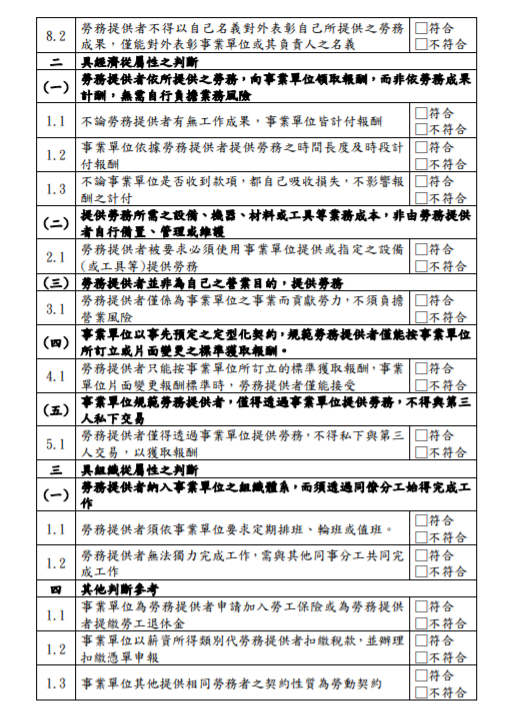 8.2 勞務提供者不得以自己名義對外表彰自己所提供之勞務 □符合
成果，僅能對外表彰事業單位或其負責人之名義 □不符合
二 具經濟從屬性之判斷
(一) 勞務提供者依所提供之勞務，向事業單位領取報酬，而非依勞務成果
計酬，無需自行負擔業務風險
1.1 不論勞務提供者有無工作成果，事業單位皆計付報酬 □符合
□不符合
1.2 事業單位依據勞務提供者提供勞務之時間長度及時段計 □符合
付報酬 □不符合
1.3 不論事業單位是否收到款項，都自己吸收損失，不影響報 □符合
酬之計付 □不符合
(二) 提供勞務所需之設備、機器、材料或工具等業務成本，非由勞務提供
者自行備置、管理或維護
2.1 勞務提供者被要求必須使用事業單位提供或指定之設備 □符合
(或工具等)提供勞務 □不符合
(三) 勞務提供者並非為自己之營業目的，提供勞務
3.1 勞務提供者僅係為事業單位之事業而貢獻勞力，不須負擔 □符合
營業風險 □不符合
(四) 事業單位以事先預定之定型化契約，規範勞務提供者僅能按事業單位
所訂立或片面變更之標準獲取報酬。
4.1 勞務提供者只能按事業單位所訂立的標準獲取報酬，事業 □符合
單位片面變更報酬標準時，勞務提供者僅能接受 □不符合
(五) 事業單位規範勞務提供者，僅得透過事業單位提供勞務，不得與第三
人私下交易
5.1 勞務提供者僅得透過事業單位提供勞務，不得私下與第三 □符合
人交易，以獲取報酬 □不符合
三 具組織從屬性之判斷
(一) 勞務提供者納入事業單位之組織體系，而須透過同僚分工始得完成工
作
1.1 勞務提供者須依事業單位要求定期排班、輪班或值班。 □符合
□不符合
1.2 勞務提供者無法獨力完成工作，需與其他同事分工共同完 □符合
成工作 □不符合
四 其他判斷參考
1.1 事業單位為勞務提供者申請加入勞工保險或為勞務提供 □符合
者提繳勞工退休金 □不符合
1.2 事業單位以薪資所得類別代勞務提供者扣繳稅款，並辦理 □符合
扣繳憑單申報 □不符合
1.3 事業單位其他提供相同勞務者之契約性質為勞動契約 □符合
□不符合